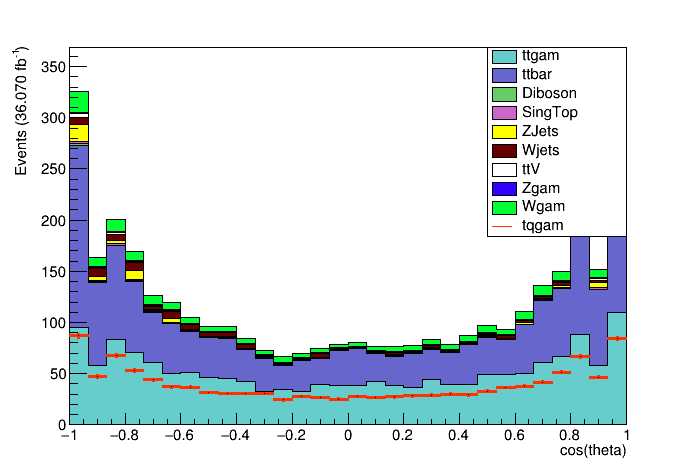 Events (36.070 fb⁻¹)
350
300
250
200
150
100
50
0
ttgam
ttbar
Diboson
SingTop
ZJets
Wjets
ttV
Zgam
Wgam
tqgam
−1 −0.8 −0.6 −0.4 −0.2 0 0.2 0.4 0.6 0.8 1
cos(theta)